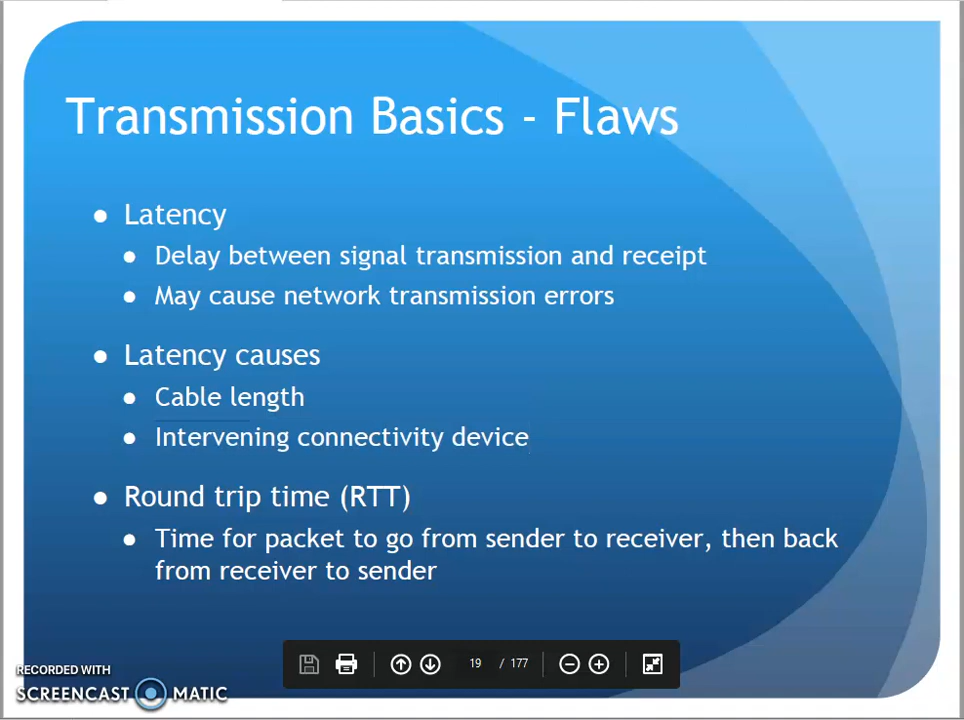 Transmission Basics - Flaws
● Latency
● Delay between signal transmission and receipt
● May cause network transmission errors
● Latency causes
● Cable length
● Intervening connectivity device
● Round trip time (RTT)
● Time for packet to go from sender to receiver, then back
from receiver to sender
19 / 177
RECORDED WITH
SCREENCAST MATIC